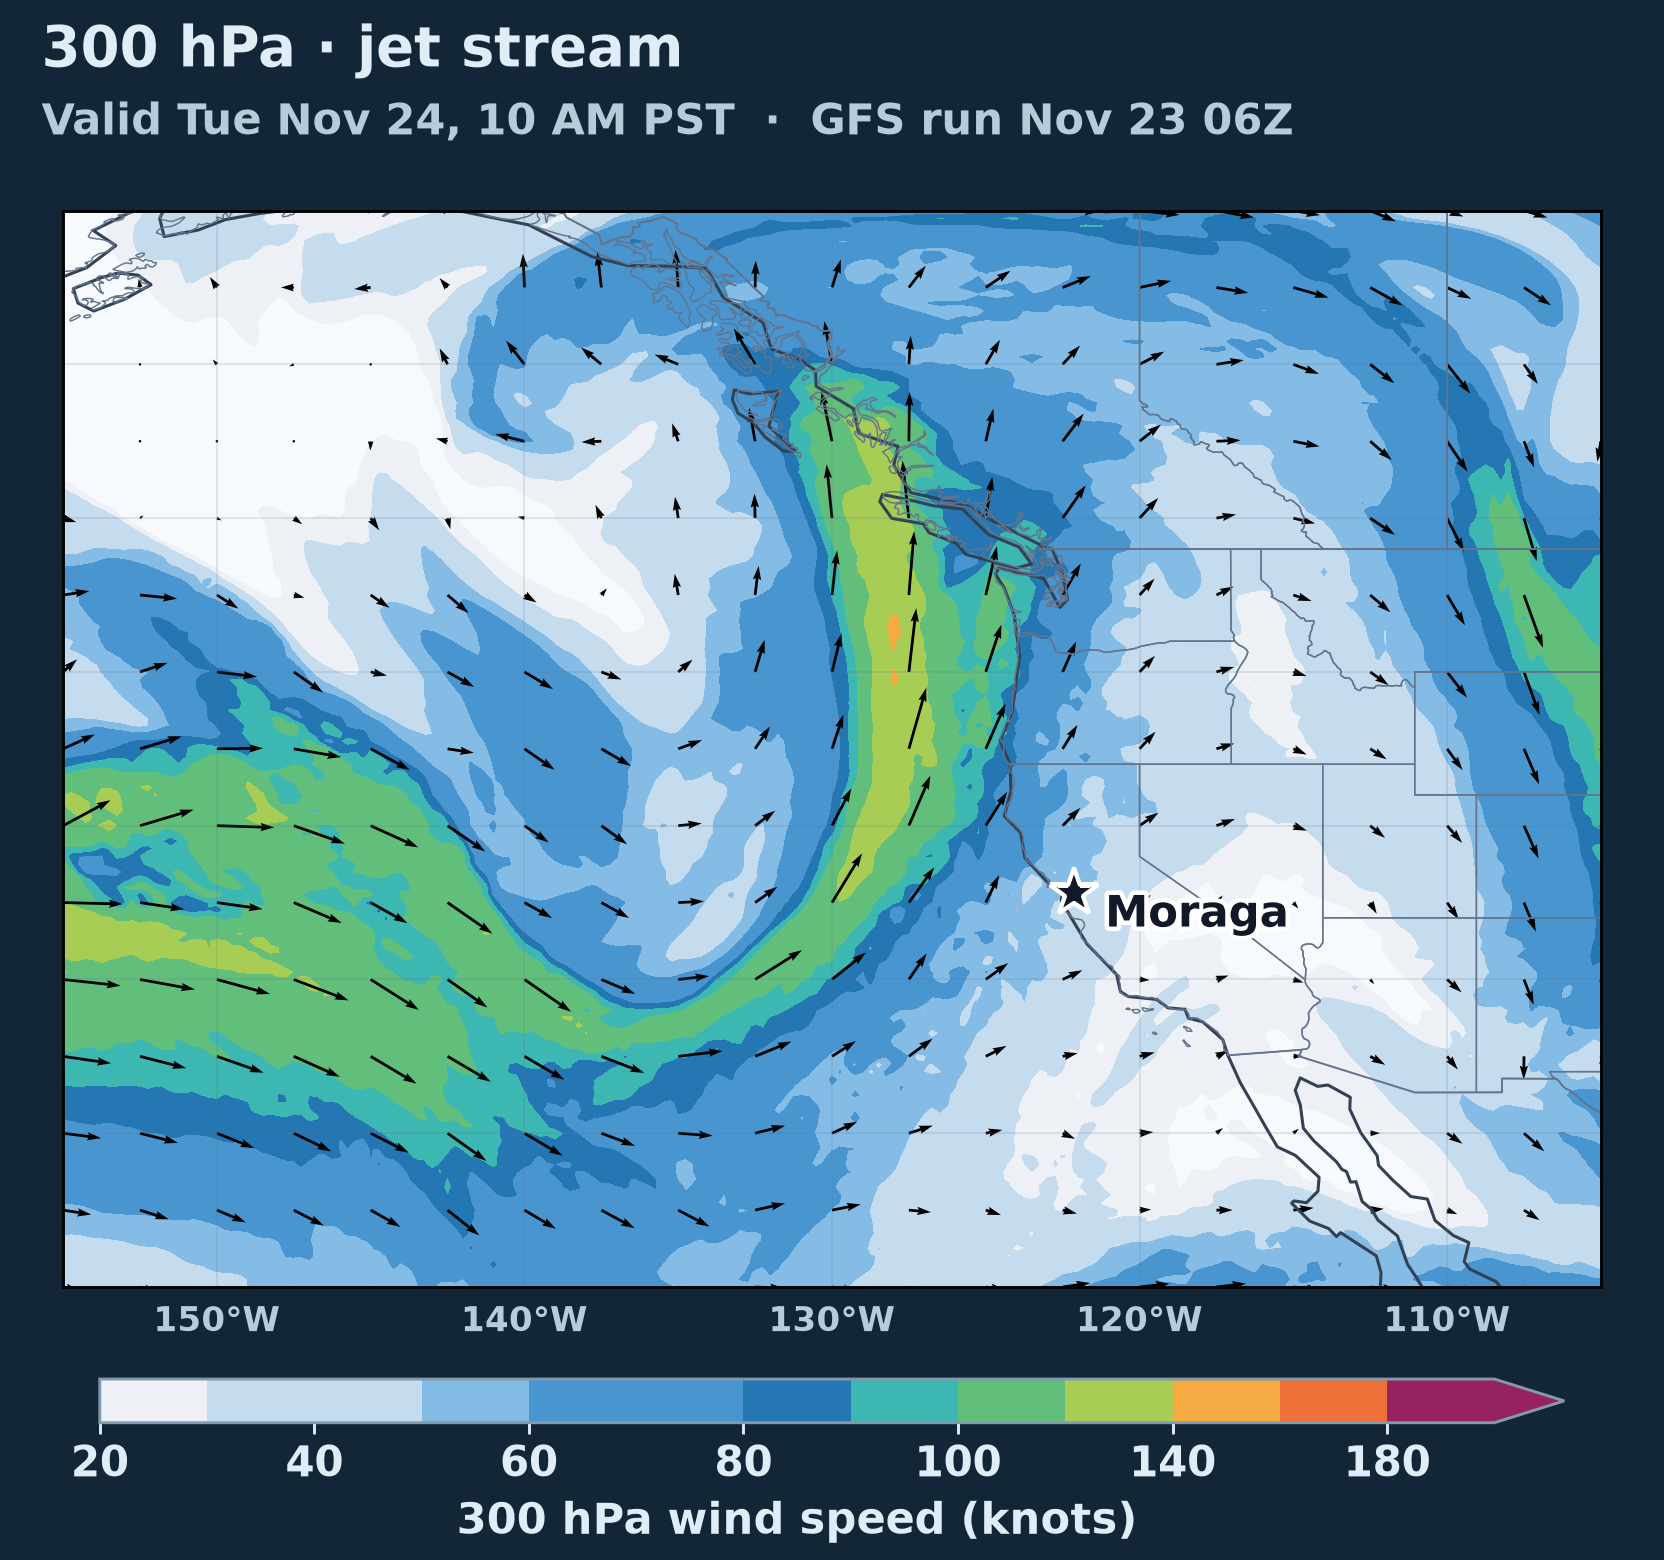 300 hPa · jet stream
Valid Tue Nov 24, 10 AM PST · GFS run Nov 23 06Z
Moraga
150°W 140°W 130°W 120°W 110°W
20 40 60 80 100 140 180
300 hPa wind speed (knots)